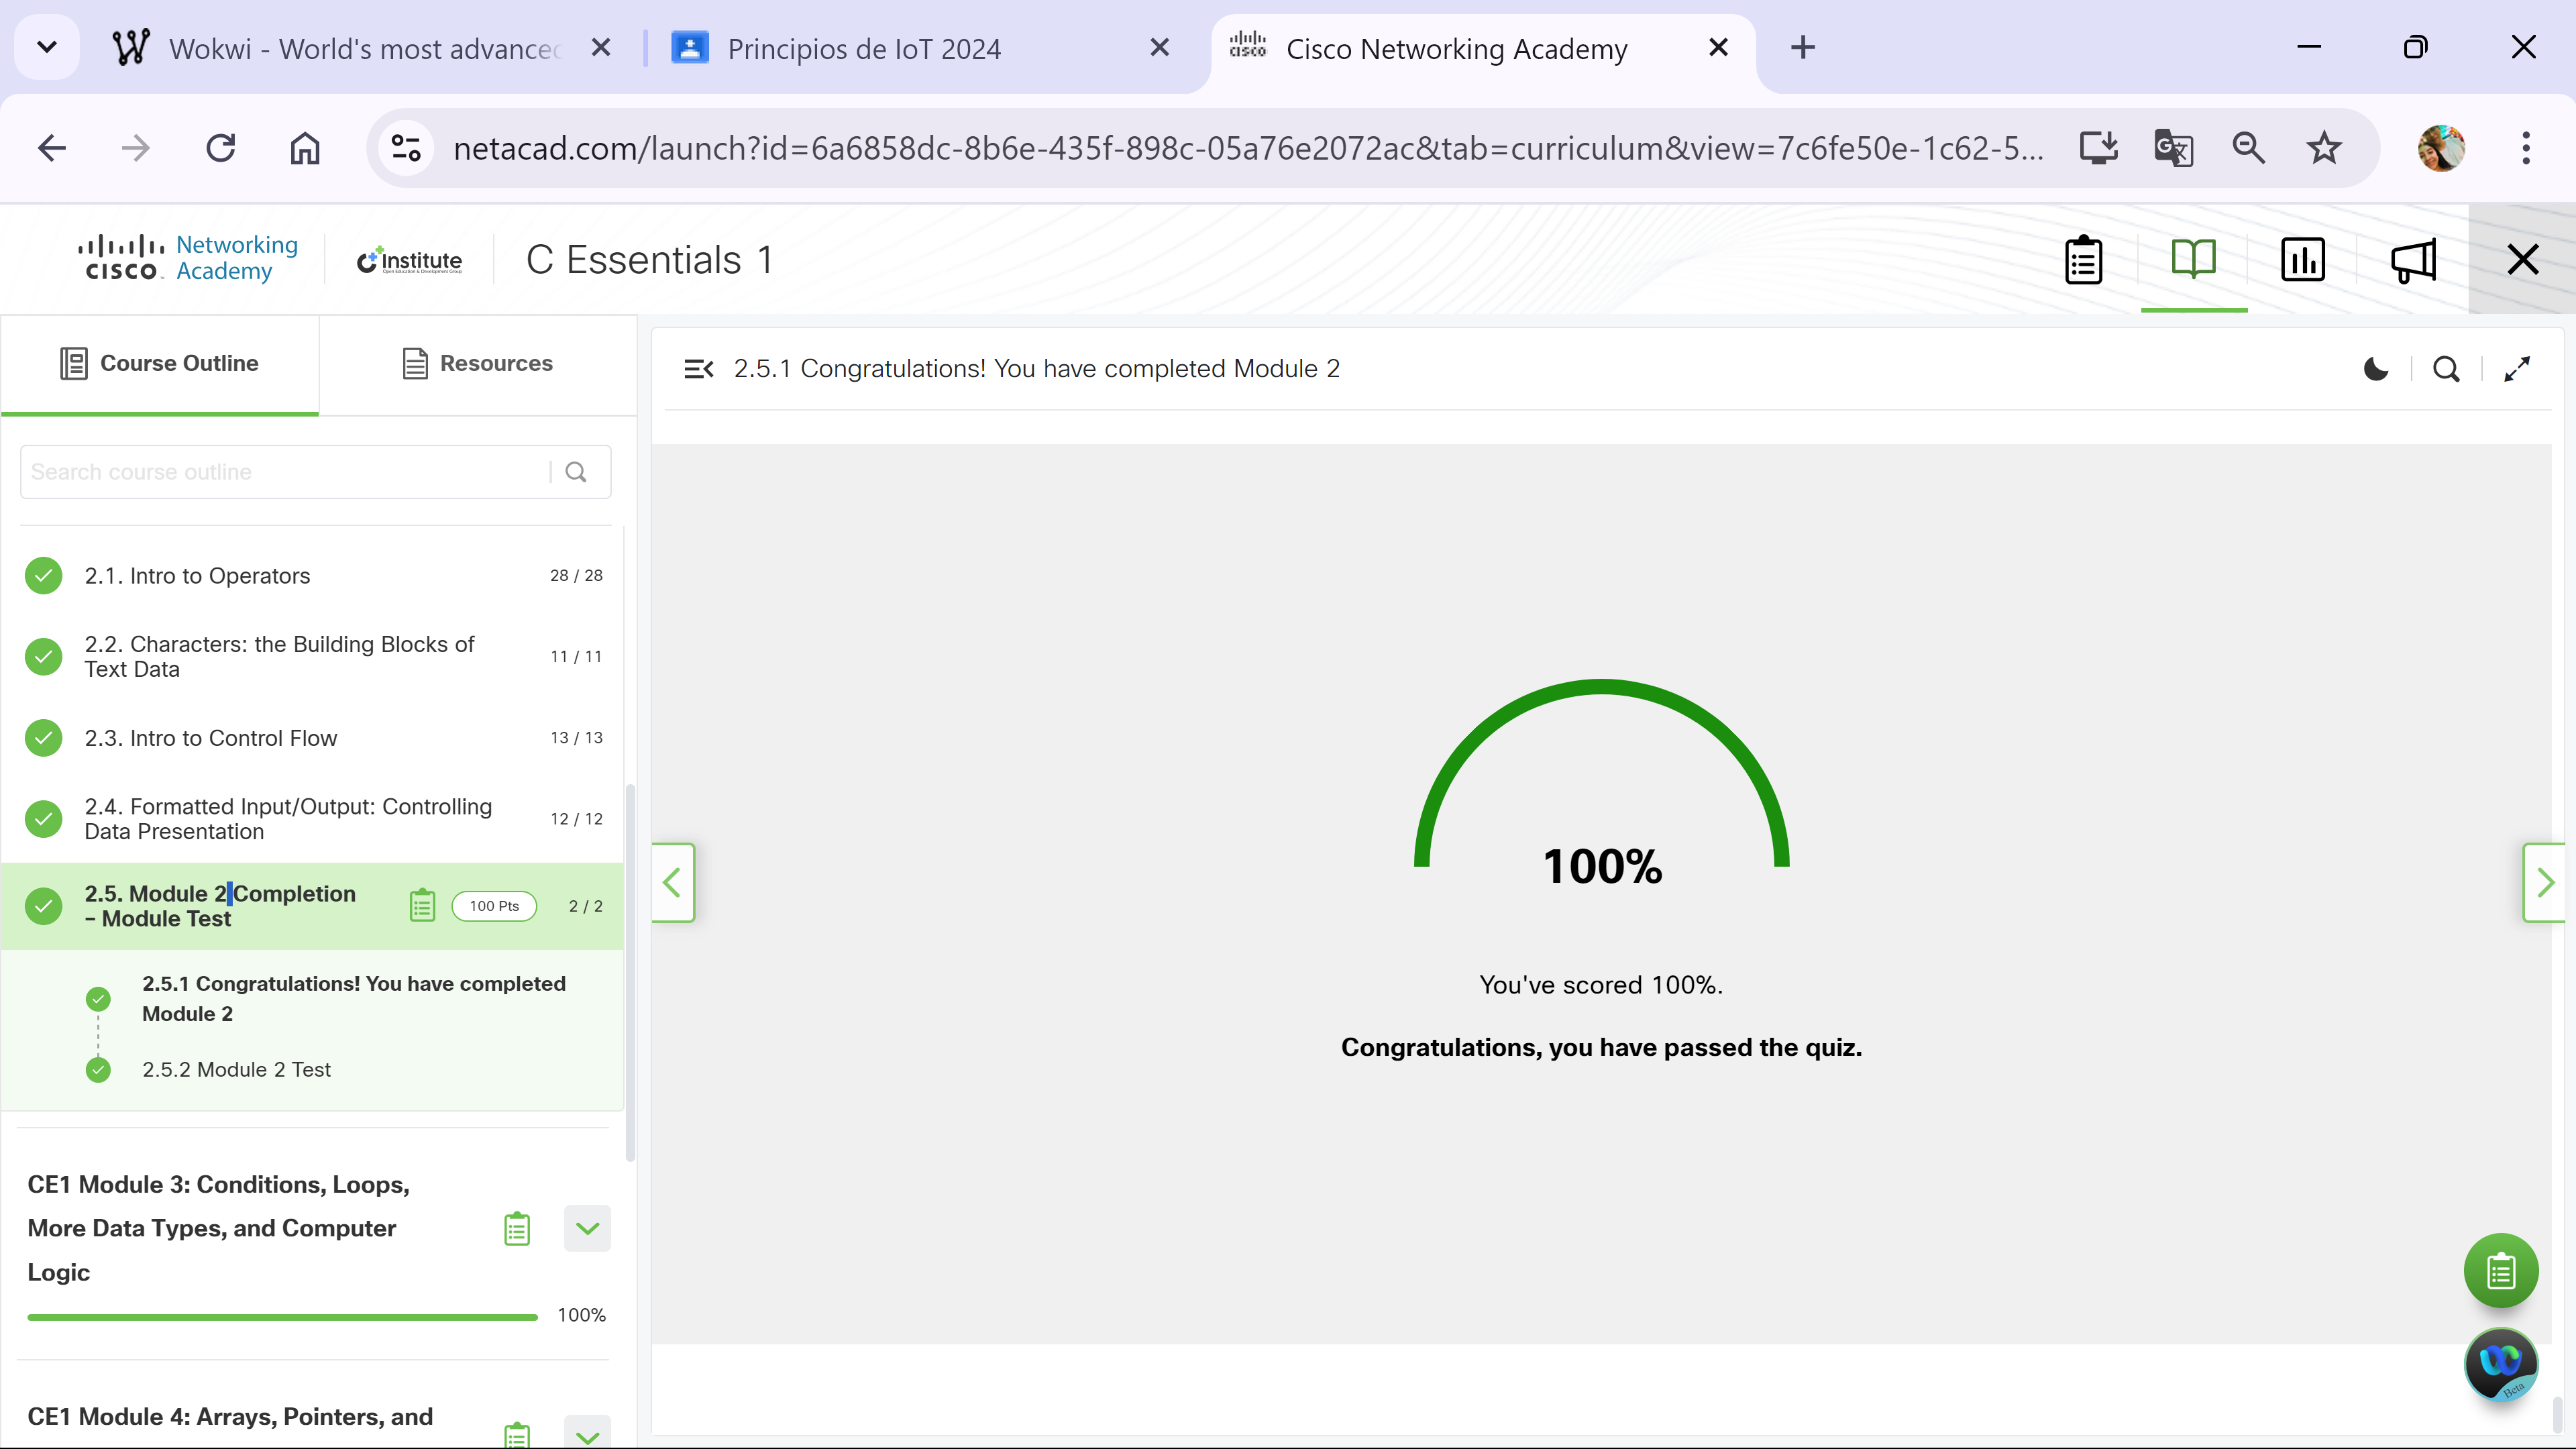 Wokwi - World's most advanced
Principios de IoT 2024
Cisco Networking Academy
netacad.com/launch?id=6a6858dc-8b6e-435f-898c-05a76e2072ac&tab=curriculum&view=7c6fe50e-1c62-5...
CISCO Networking Academy
C++ Institute
Open Education & Development Group
C Essentials 1
Course Outline
Resources
2.5.1 Congratulations! You have completed Module 2
Search course outline
2.1. Intro to Operators
28 / 28
2.2. Characters: the Building Blocks of
Text Data
11 / 11
2.3. Intro to Control Flow
13 / 13
2.4. Formatted Input/Output: Controlling
Data Presentation
12 / 12
2.5. Module 2 Completion
– Module Test
100 Pts
2 / 2
2.5.1 Congratulations! You have completed
Module 2
2.5.2 Module 2 Test
CE1 Module 3: Conditions, Loops,
More Data Types, and Computer
Logic
100%
CE1 Module 4: Arrays, Pointers, and
100%
You've scored 100%.
Congratulations, you have passed the quiz.
Beta